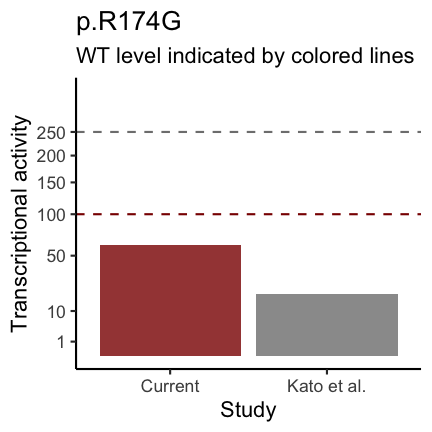 p.R174G
WT level indicated by colored lines
Transcriptional activity
250
200
150
100
50
10
1
Current
Kato et al.
Study